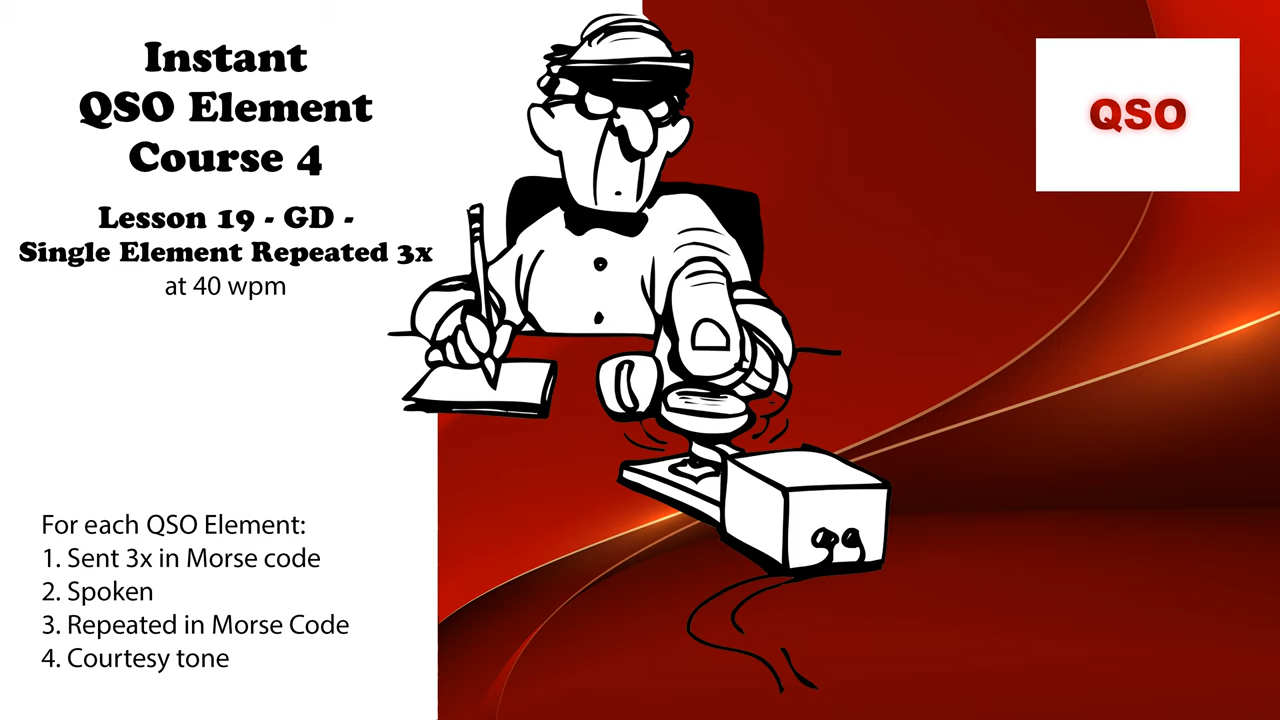 Instant
QSO Element
Course 4
Lesson 19 - GD -
Single Element Repeated 3x
at 40 wpm
QSO
For each QSO Element:
1. Sent 3x in Morse code
2. Spoken
3. Repeated in Morse Code
4. Courtesy tone